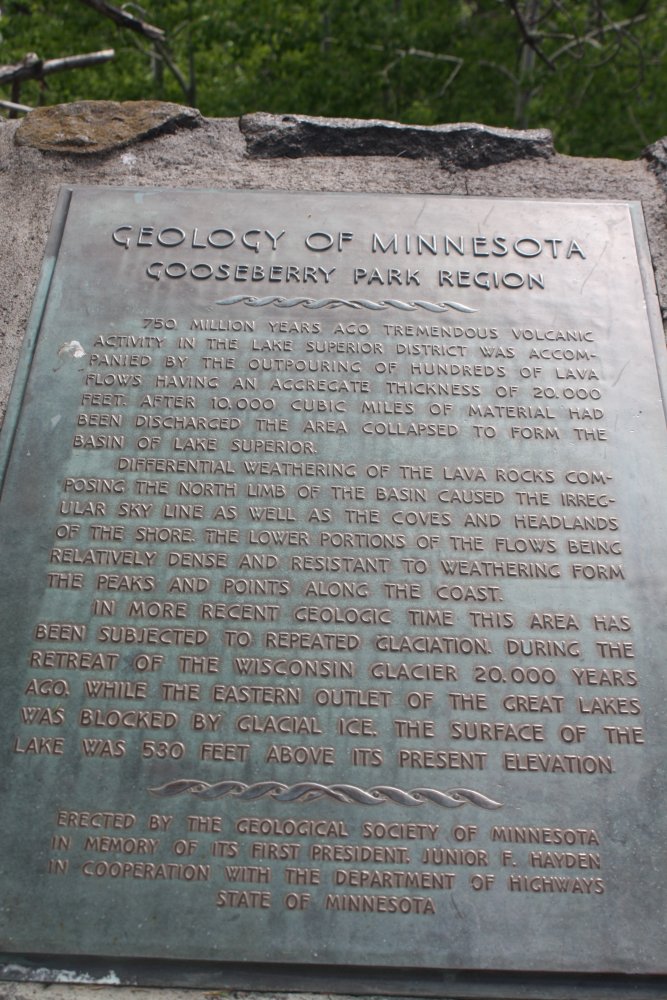 GEOLOGY OF MINNESOTA
GOOSEBERRY PARK REGION
750 MILLION YEARS AGO TREMENDOUS VOLCANIC
ACTIVITY IN THE LAKE SUPERIOR DISTRICT WAS ACCOM-
PANIED BY THE OUTPOURING OF HUNDREDS OF LAVA
FLOWS HAVING AN AGGREGATE THICKNESS OF 20,000
FEET. AFTER 10,000 CUBIC MILES OF MATERIAL HAD
BEEN DISCHARGED THE AREA COLLAPSED TO FORM THE
BASIN OF LAKE SUPERIOR.
DIFFERENTIAL WEATHERING OF THE LAVA ROCKS COM-
POSING THE NORTH LIMB OF THE BASIN CAUSED THE IRREG-
ULAR SKY LINE AS WELL AS THE COVES AND HEADLANDS
OF THE SHORE. THE LOWER PORTIONS OF THE FLOWS BEING
RELATIVELY DENSE AND RESISTANT TO WEATHERING FORM
THE PEAKS AND POINTS ALONG THE COAST.
IN MORE RECENT GEOLOGIC TIME THIS AREA HAS
BEEN SUBJECTED TO REPEATED GLACIATION. DURING THE
RETREAT OF THE WISCONSIN GLACIER 20,000 YEARS
AGO, WHILE THE EASTERN OUTLET OF THE GREAT LAKES
WAS BLOCKED BY GLACIAL ICE, THE SURFACE OF THE
LAKE WAS 530 FEET ABOVE ITS PRESENT ELEVATION.
ERECTED BY THE GEOLOGICAL SOCIETY OF MINNESOTA
IN MEMORY OF ITS FIRST PRESIDENT, JUNIOR F. HAYDEN
IN COOPERATION WITH THE DEPARTMENT OF HIGHWAYS
STATE OF MINNESOTA